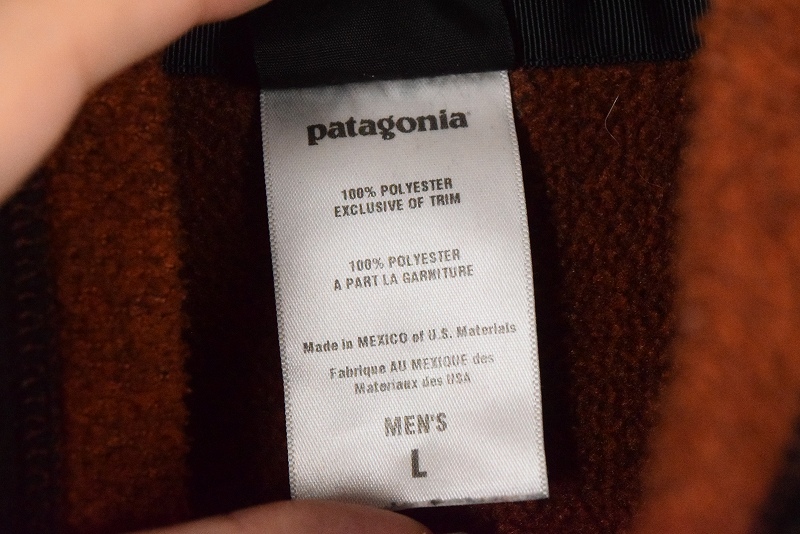 patagonia
100% POLYESTER
EXCLUSIVE OF TRIM
100% POLYESTER
A PART LA GARNITURE
Made in MEXICO of U.S. Materials
Fabrique AU MEXIQUE des
Materiaux des USA
MEN'S
L